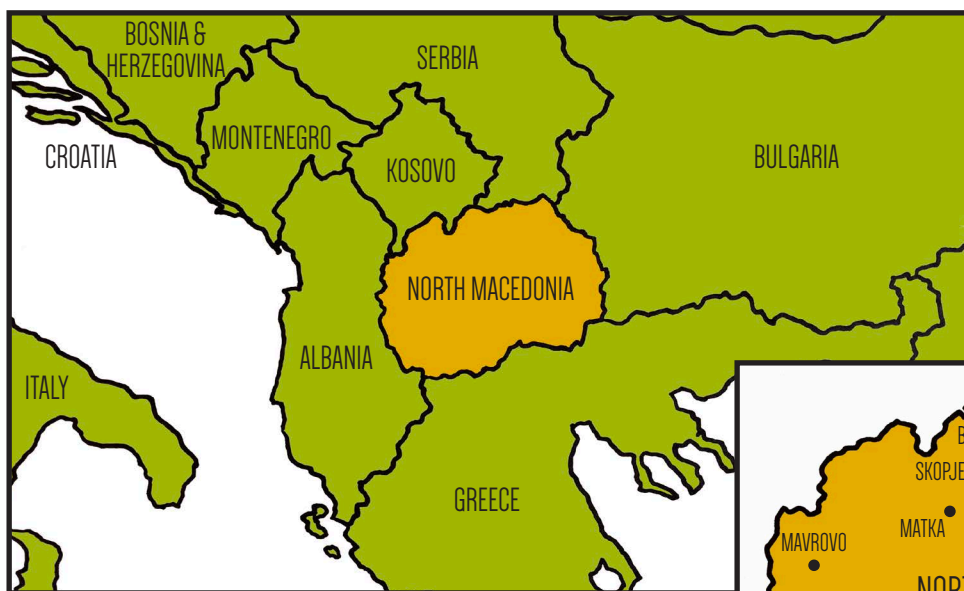 BOSNIA &
HERZEGOVINA
SERBIA
MONTENEGRO
CROATIA
KOSOVO
BULGARIA
NORTH MACEDONIA
ALBANIA
ITALY
GREECE
SKOPJE
MATKA
MAVROVO